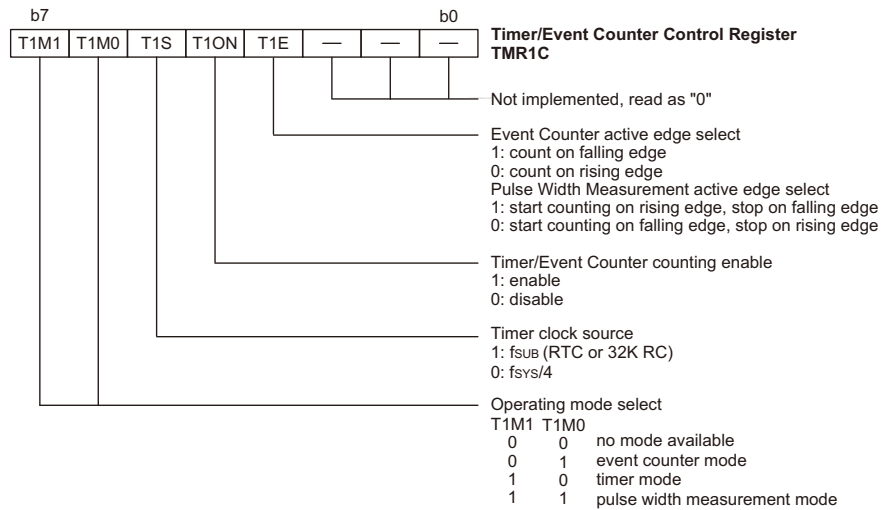 b7 b0
T1M1 T1M0 T1S T1ON T1E — — —
Timer/Event Counter Control Register
TMR1C
Not implemented, read as "0"
Event Counter active edge select
1: count on falling edge
0: count on rising edge
Pulse Width Measurement active edge select
1: start counting on rising edge, stop on falling edge
0: start counting on falling edge, stop on rising edge
Timer/Event Counter counting enable
1: enable
0: disable
Timer clock source
1: fSUB (RTC or 32K RC)
0: fSYS/4
Operating mode select
T1M1 T1M0
0 0 no mode available
0 1 event counter mode
1 0 timer mode
1 1 pulse width measurement mode